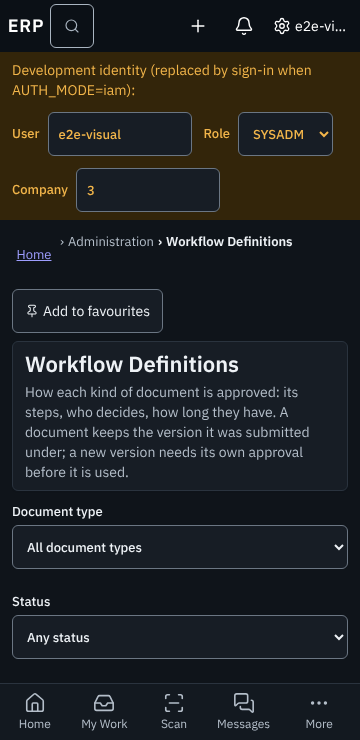 ERP
e2e-vi...
Development identity (replaced by sign-in when
AUTH_MODE=iam):
User e2e-visual Role SYSADM
Company 3
Home › Administration › Workflow Definitions
Add to favourites
Workflow Definitions
How each kind of document is approved: its
steps, who decides, how long they have. A
document keeps the version it was submitted
under; a new version needs its own approval
before it is used.
Document type
All document types
Status
Any status
Home My Work Scan Messages More